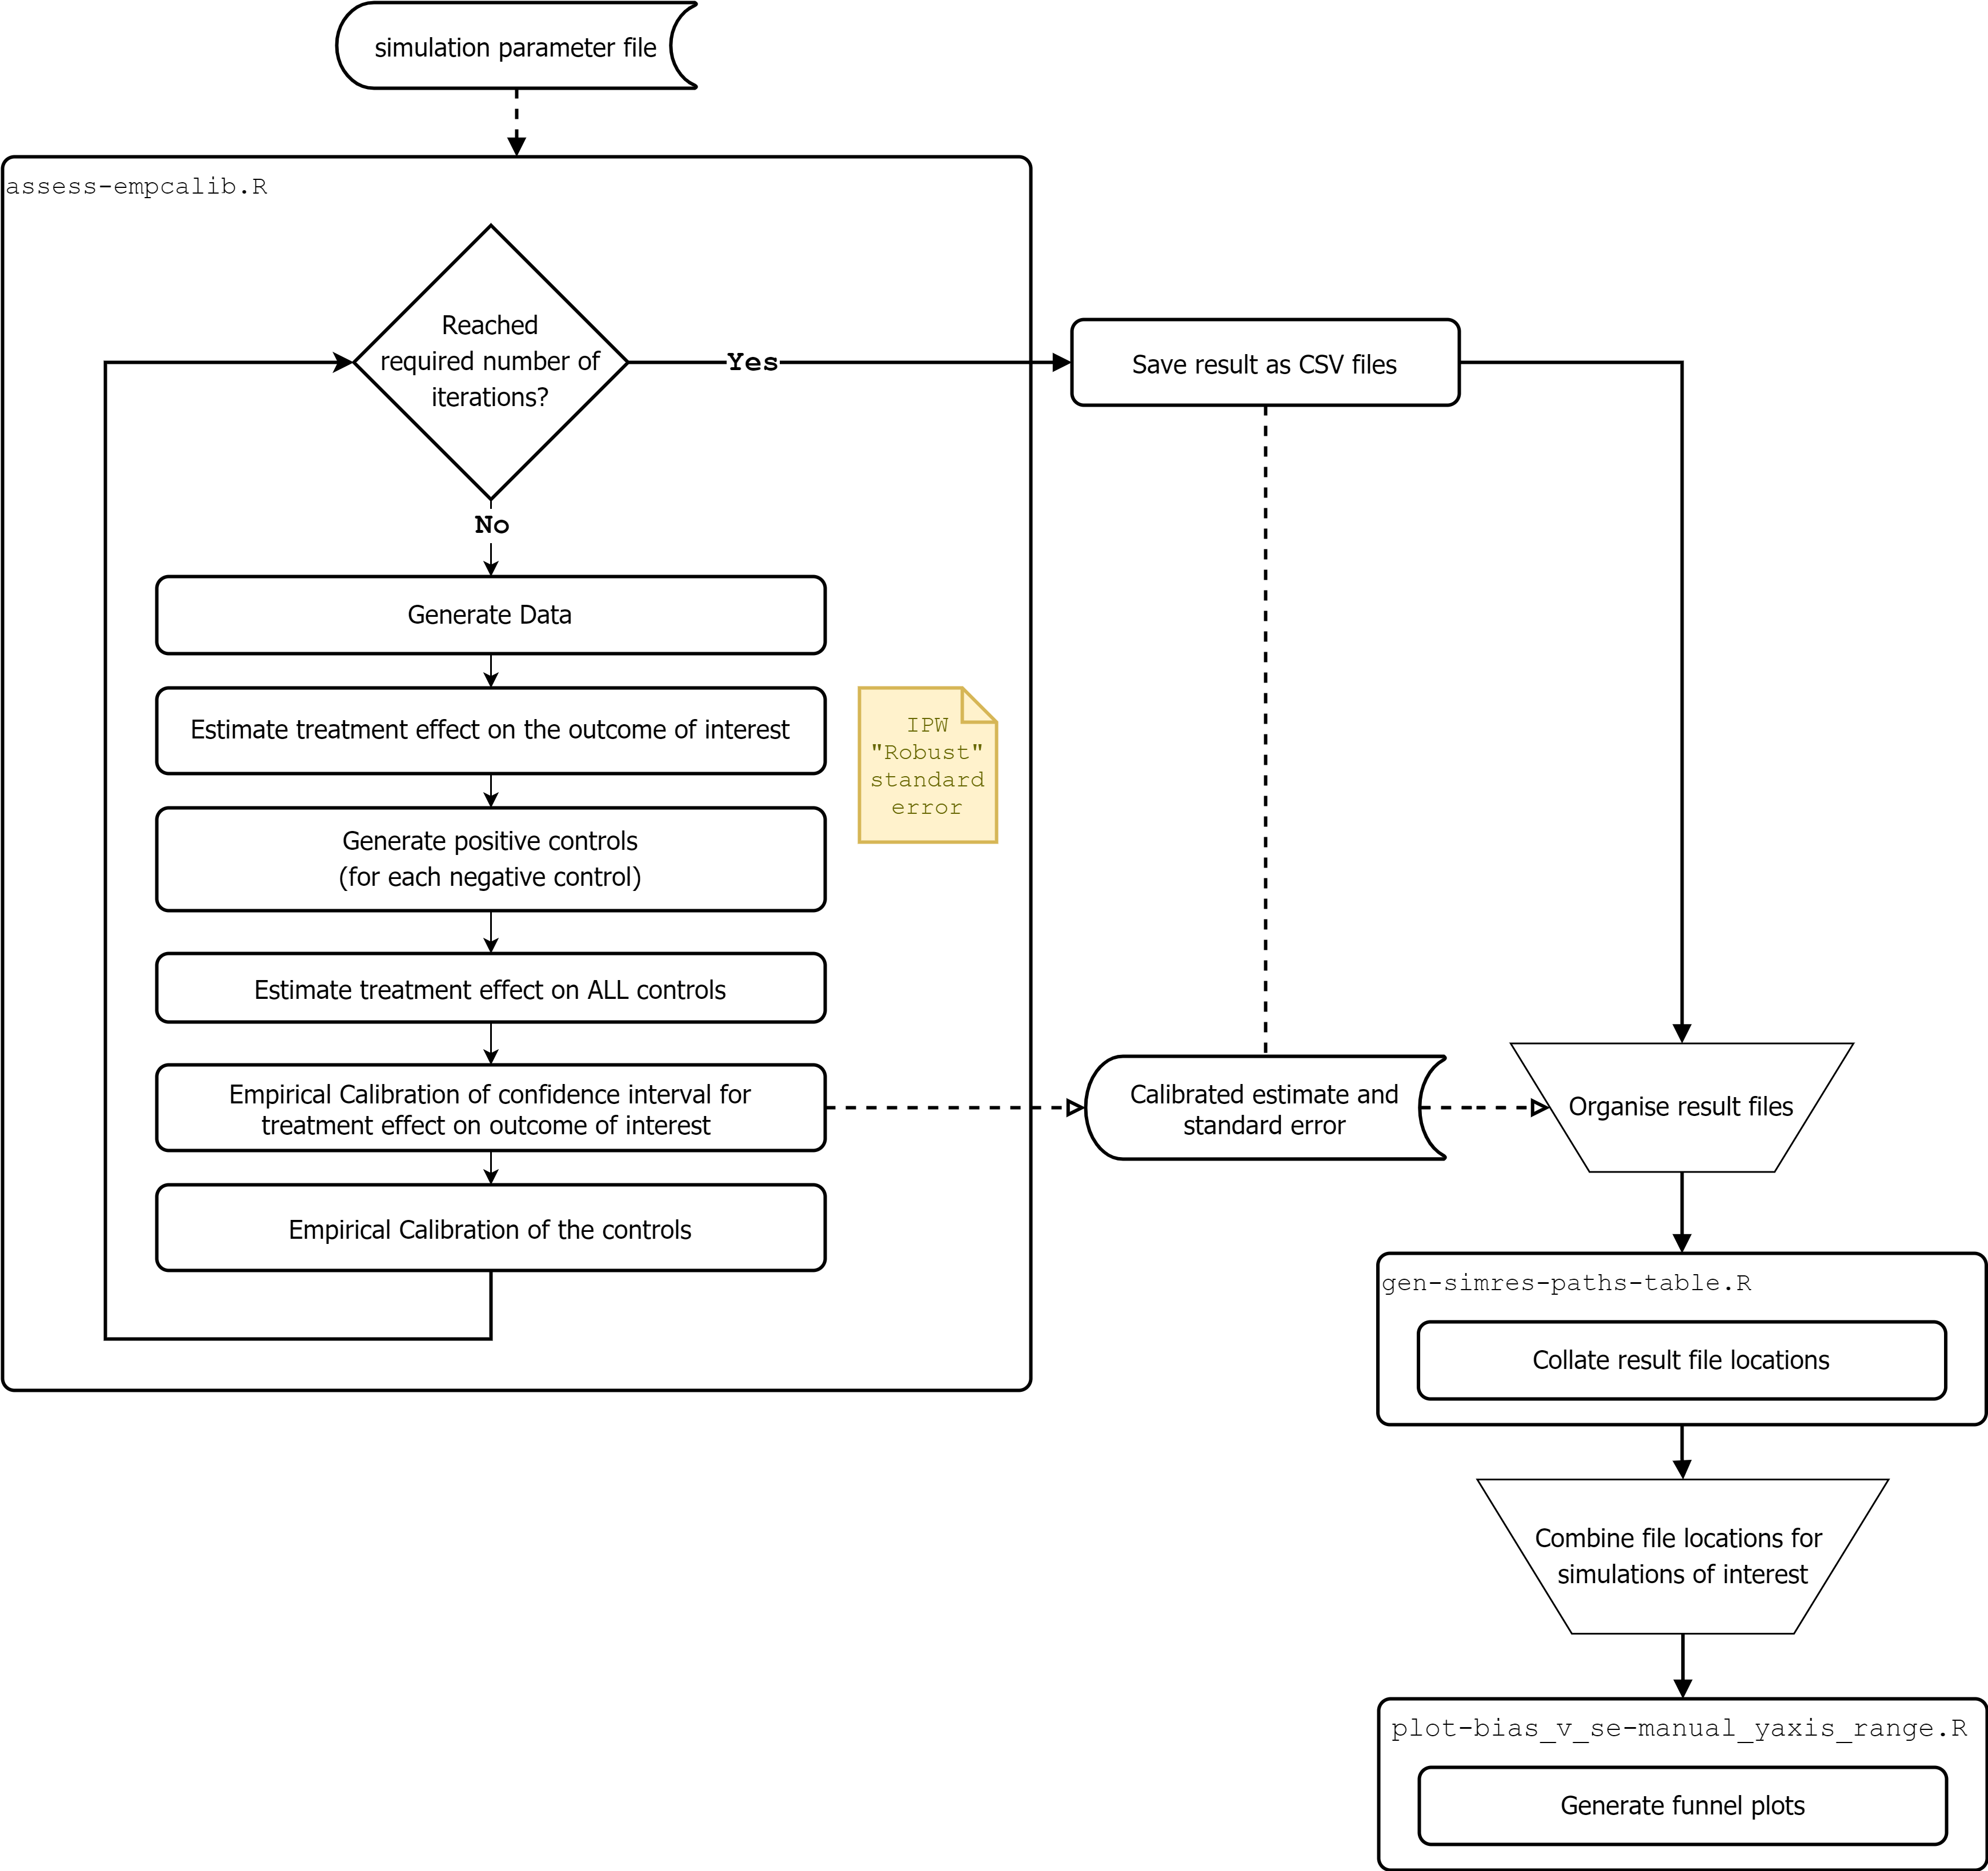 simulation parameter file
assess-empcalib.R
Reached
required number of
iterations?
Yes
Save result as CSV files
No
Generate Data
Estimate treatment effect on the outcome of interest
IPW
"Robust"
standard
error
Generate positive controls
(for each negative control)
Estimate treatment effect on ALL controls
Empirical Calibration of confidence interval for
treatment effect on outcome of interest
Calibrated estimate and
standard error
Organise result files
Empirical Calibration of the controls
gen-simres-paths-table.R
Collate result file locations
Combine file locations for
simulations of interest
plot-bias_v_se-manual_yaxis_range.R
Generate funnel plots